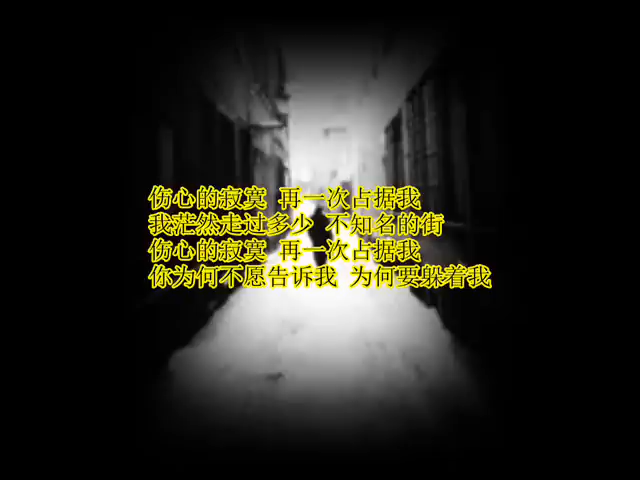 伤心的寂寞 再一次占据我
我茫然走过多少 不知名的街
伤心的寂寞 再一次占据我
你为何不愿告诉我 为何要躲着我